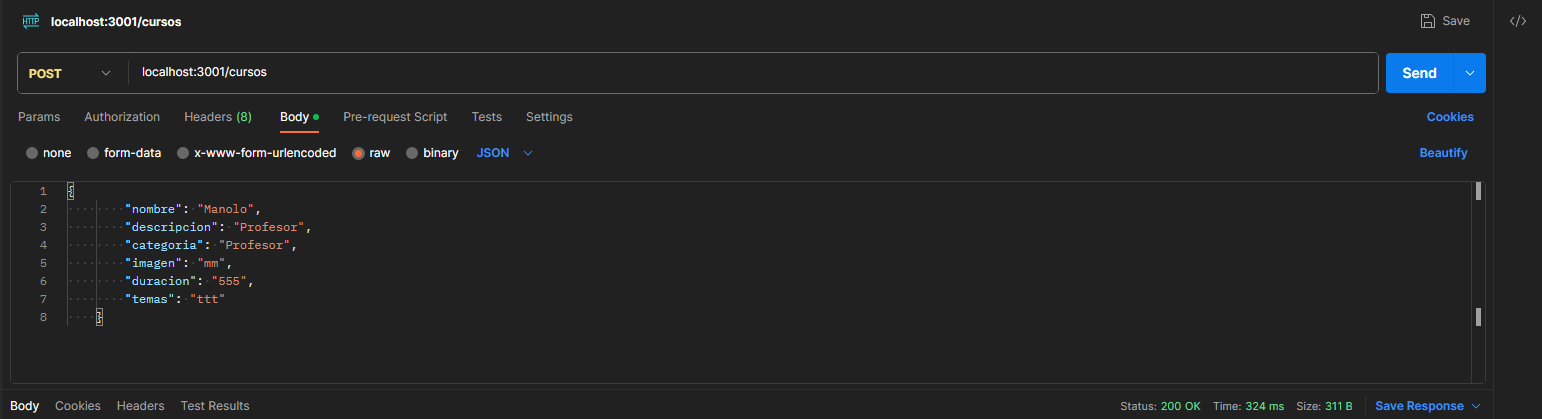 HTTP localhost:3001/cursos Save </>
POST localhost:3001/cursos Send
Params Authorization Headers (8) Body Pre-request Script Tests Settings Cookies
none form-data x-www-form-urlencoded raw binary JSON Beautify
1 {
2 "nombre": "Manolo",
3 "descripcion": "Profesor",
4 "categoria": "Profesor",
5 "imagen": "mm",
6 "duracion": "555",
7 "temas": "ttt"
8 }
Body Cookies Headers Test Results Status: 200 OK Time: 324 ms Size: 311 B Save Response